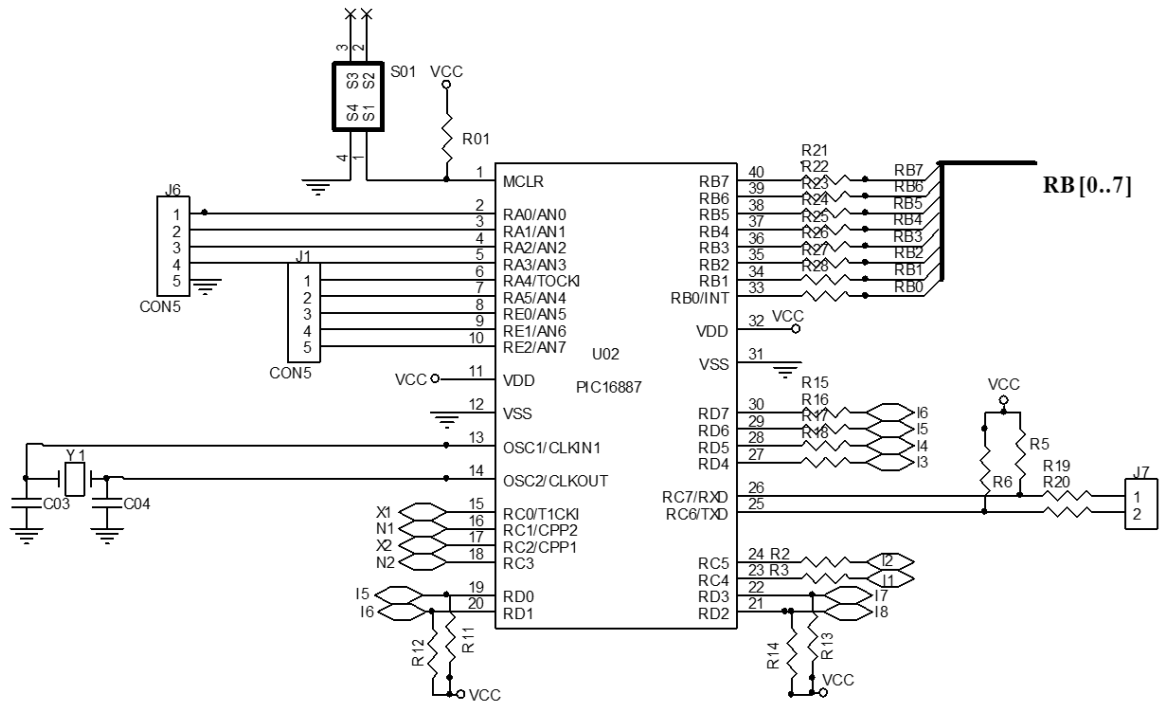 3
2
S3
S2
S4
S1
4
1
S01
VCC
R01
J6
1
2
3
4
5
CON5
J1
1
2
3
4
5
CON5
1 MCLR
2 RA0/AN0
3 RA1/AN1
4 RA2/AN2
5 RA3/AN3
6 RA4/TOCKI
7 RA5/AN4
8 RE0/AN5
9 RE1/AN6
10 RE2/AN7
VCC 11 VDD
12 VSS
13 OSC1/CLKIN1
14 OSC2/CLKOUT
Y1
C03
C04
X1 15 RC0/T1CKI
N1 16 RC1/CPP2
X2 17 RC2/CPP1
N2 18 RC3
I5 19 RD0
I6 20 RD1
R12
R11
VCC
U02
PIC16887
R21
RB7 40 R22 RB7
RB6 39 R23 RB6
RB5 38 R24 RB5
RB4 37 R25 RB4
RB3 36 R26 RB3
RB2 35 R27 RB2
RB1 34 R28 RB1
RB0/INT 33 RB0
RB[0..7]
VDD 32 VCC
VSS 31
R15
RD7 30 R16 I6
RD6 29 R17 I5
RD5 28 R18 I4
RD4 27 I3
VCC
R5
R6
R19
R20
RC7/RXD 26
RC6/TXD 25
J7
1
2
RC5 24 R2 I2
RC4 23 R3 I1
RD3 22 I7
RD2 21 I8
R14
R13
VCC